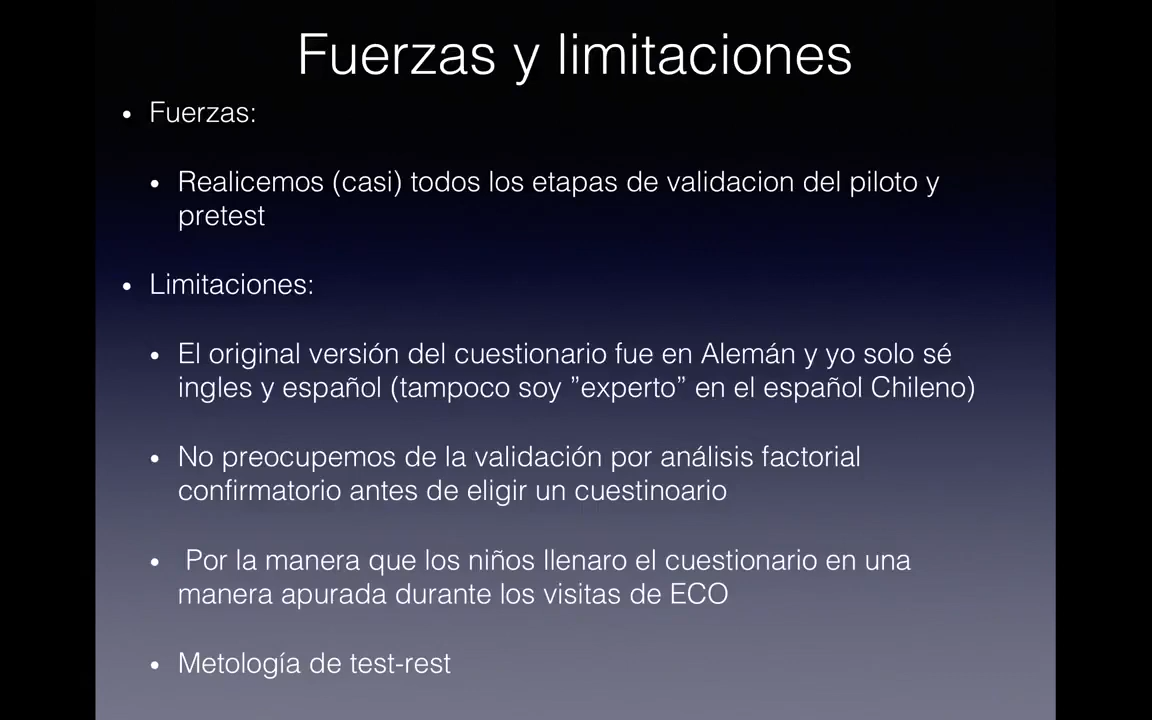 Fuerzas y limitaciones
• Fuerzas:
• Realicemos (casi) todos los etapas de validacion del piloto y
pretest
• Limitaciones:
• El original versión del cuestionario fue en Alemán y yo solo sé
ingles y español (tampoco soy ”experto” en el español Chileno)
• No preocupemos de la validación por análisis factorial
confirmatorio antes de eligir un cuestinoario
• Por la manera que los niños llenaro el cuestionario en una
manera apurada durante los visitas de ECO
• Metología de test-rest